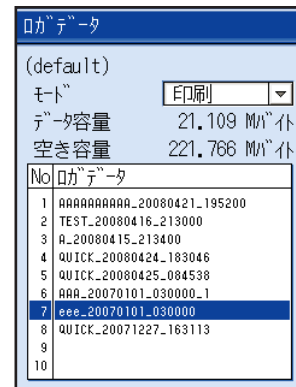 ロガデータ
(default)
モード 印刷
データ容量 21.109 Mバイト
空き容量 221.766 Mバイト
No ロガデータ
1 AAAAAAAAAA_20080421_195200
2 TEST_20080416_213000
3 A_20080415_213400
4 QUICK_20080424_183046
5 QUICK_20080425_084538
6 AAA_20070101_030000_1
7 eee_20070101_030000
8 QUICK_20071227_163113
9
10